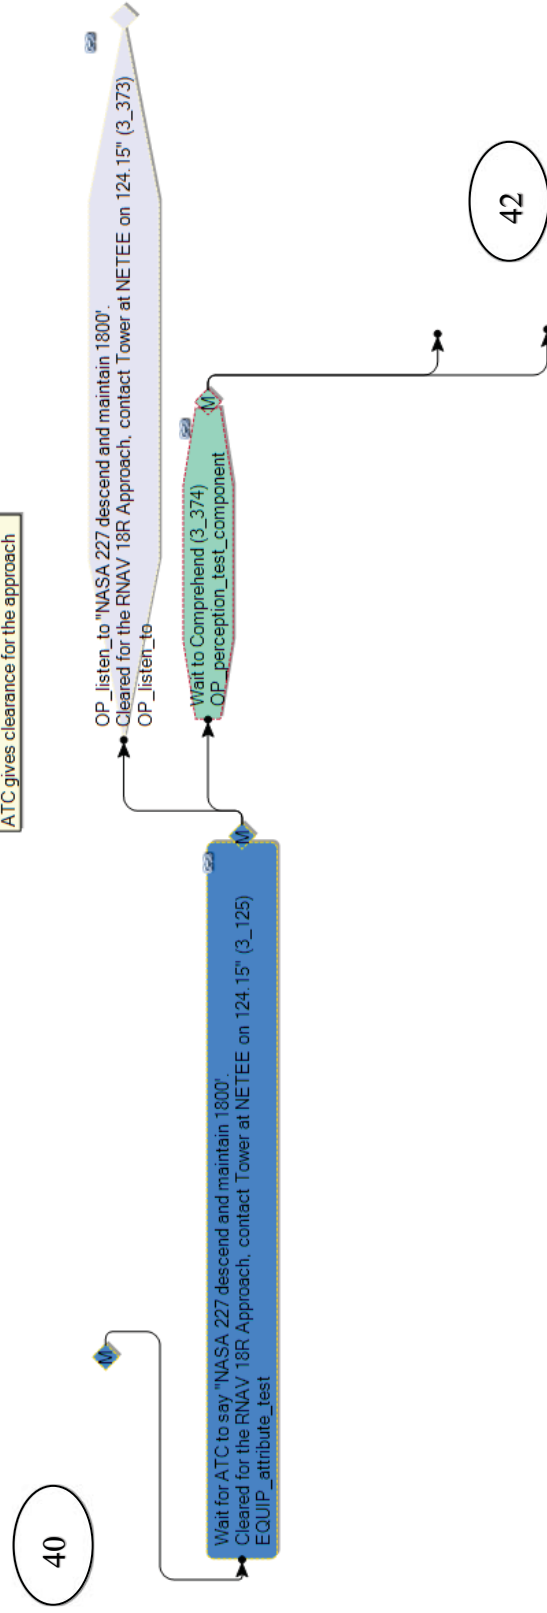 ATC gives clearance for the approach
40
M
Wait for ATC to say "NASA 227 descend and maintain 1800'.
Cleared for the RNAV 18R Approach, contact Tower at NETEE on 124.15" (3_125)
EQUIP_attribute_test
M
OP_listen_to "NASA 227 descend and maintain 1800'.
Cleared for the RNAV 18R Approach, contact Tower at NETEE on 124.15" (3_373)
OP_listen_to
Wait to Comprehend (3_374)
OP_perception_test_component
M
42